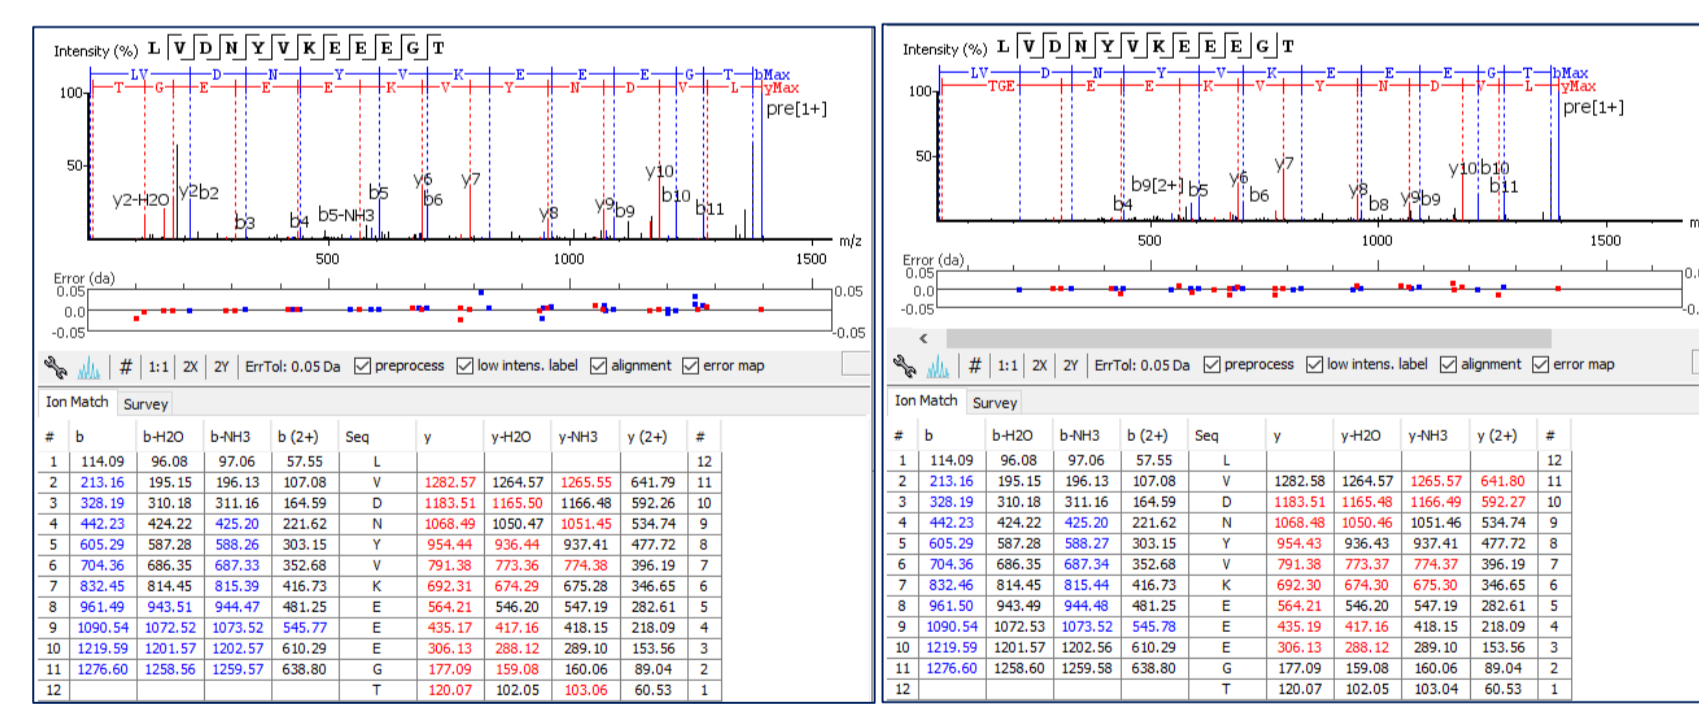 Intensity (%) L V D N Y V K E E E G T
LV D N Y V K E E E G T bMax
T G E E E K V Y N D V L yMax
100
pre[1+]
50
y2-H2O y2 b2 b3 b4 b5-NH3 b5 y6 b6 y7 y8 y9 b9 y10 b10 b11
500 1000 1500 m/z
Error (da)
0.05 0.05
0.0
-0.05 -0.05
# 1:1 2X 2Y ErrTol: 0.05 Da preprocess low intens. label alignment error map
Ion Match Survey
# b b-H2O b-NH3 b (2+) Seq y y-H2O y-NH3 y (2+) #
1 114.09 96.08 97.06 57.55 L 12
2 213.16 195.15 196.13 107.08 V 1282.57 1264.57 1265.55 641.79 11
3 328.19 310.18 311.16 164.59 D 1183.51 1165.50 1166.48 592.26 10
4 442.23 424.22 425.20 221.62 N 1068.49 1050.47 1051.45 534.74 9
5 605.29 587.28 588.26 303.15 Y 954.44 936.44 937.41 477.72 8
6 704.36 686.35 687.33 352.68 V 791.38 773.36 774.38 396.19 7
7 832.45 814.45 815.39 416.73 K 692.31 674.29 675.28 346.65 6
8 961.49 943.51 944.47 481.25 E 564.21 546.20 547.19 282.61 5
9 1090.54 1072.52 1073.52 545.77 E 435.17 417.16 418.15 218.09 4
10 1219.59 1201.57 1202.57 610.29 E 306.13 288.12 289.10 153.56 3
11 1276.60 1258.56 1259.57 638.80 G 177.09 159.08 160.06 89.04 2
12 T 120.07 102.05 103.06 60.53 1
Intensity (%) L V D N Y V K E E E G T
LV D N Y V K E E E G T bMax
TGE E E K V Y N D V L yMax
100
pre[1+]
50
b4 b9[2+] b5 y6 b6 y7 y8 b8 y9 b9 y10 b10 b11
500 1000 1500 m
Error (da)
0.05 0.0
0.0
-0.05 -0.
<
# 1:1 2X 2Y ErrTol: 0.05 Da preprocess low intens. label alignment error map
Ion Match Survey
# b b-H2O b-NH3 b (2+) Seq y y-H2O y-NH3 y (2+) #
1 114.09 96.08 97.06 57.55 L 12
2 213.16 195.15 196.13 107.08 V 1282.58 1264.57 1265.57 641.80 11
3 328.19 310.18 311.16 164.59 D 1183.51 1165.48 1166.49 592.27 10
4 442.23 424.22 425.20 221.62 N 1068.48 1050.46 1051.46 534.74 9
5 605.29 587.28 588.27 303.15 Y 954.43 936.43 937.41 477.72 8
6 704.36 686.35 687.34 352.68 V 791.38 773.37 774.37 396.19 7
7 832.46 814.45 815.44 416.73 K 692.30 674.30 675.30 346.65 6
8 961.50 943.49 944.48 481.25 E 564.21 546.20 547.19 282.61 5
9 1090.54 1072.53 1073.52 545.78 E 435.19 417.16 418.15 218.09 4
10 1219.59 1201.57 1202.56 610.29 E 306.13 288.12 289.10 153.56 3
11 1276.60 1258.60 1259.58 638.80 G 177.09 159.08 160.06 89.04 2
12 T 120.07 102.05 103.04 60.53 1